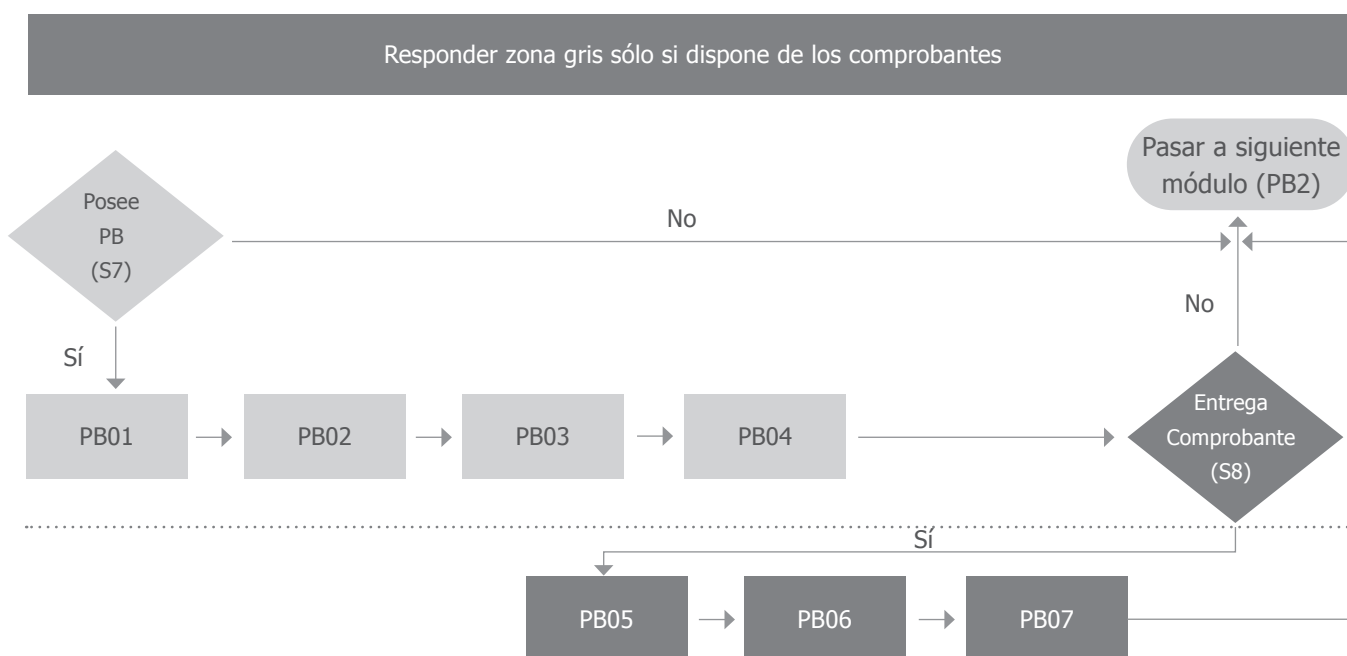 Responder zona gris sólo si dispone de los comprobantes
Pasar a siguiente
módulo (PB2)
Posee
PB
(S7)
No
No
Sí
PB01
PB02
PB03
PB04
Entrega
Comprobante
(S8)
Sí
PB05
PB06
PB07